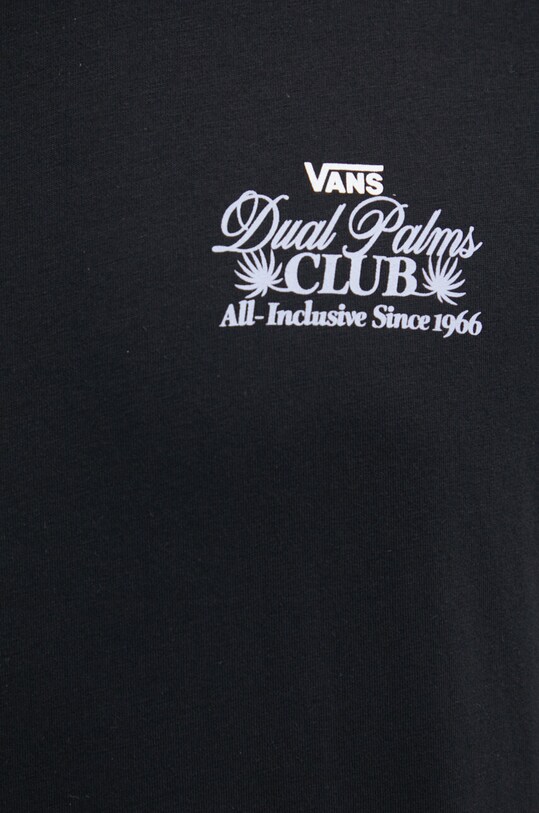 VANS
Dual Palms
CLUB
All-Inclusive Since 1966